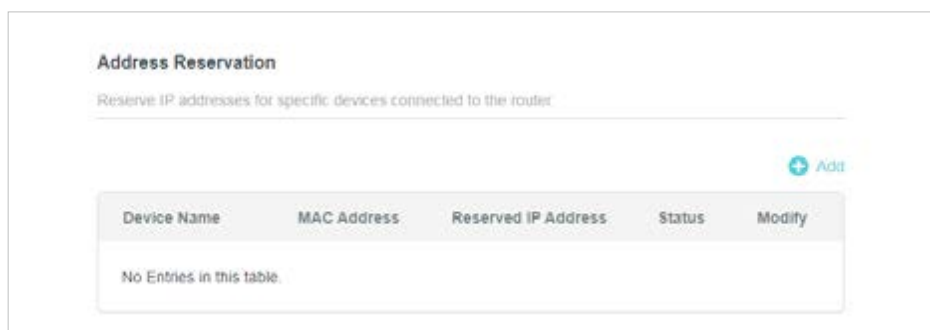 Address Reservation
Reserve IP addresses for specific devices connected to the router.
Add
Device Name MAC Address Reserved IP Address Status Modify
No Entries in this table.